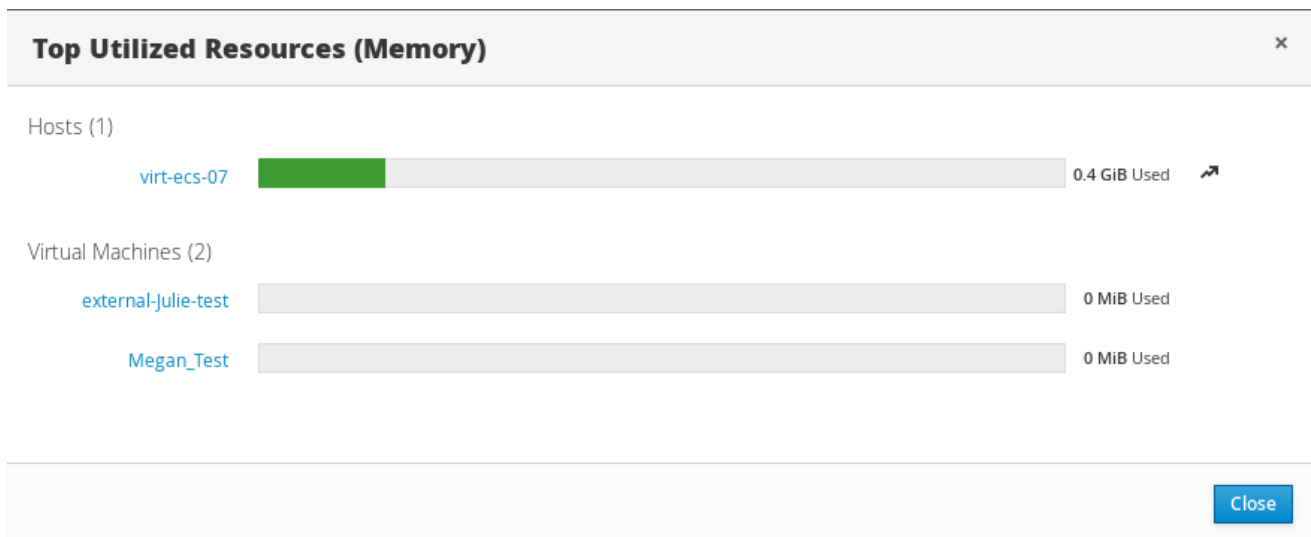 Top Utilized Resources (Memory) ×
Hosts (1)
virt-ecs-07 0.4 GiB Used
Virtual Machines (2)
external-Julie-test 0 MiB Used
Megan_Test 0 MiB Used
Close